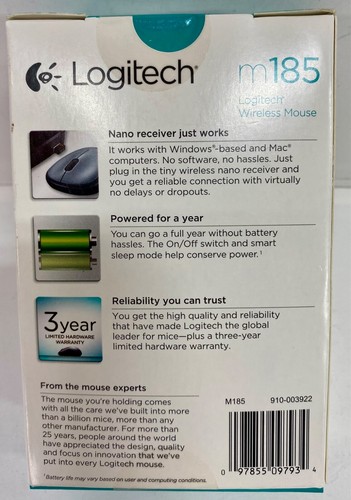 Logitech®
m185
Logitech®
Wireless Mouse
Nano receiver just works
It works with Windows®-based and Mac®
computers. No software, no hassles. Just
plug in the tiny wireless nano receiver and
you get a reliable connection with virtually
no delays or dropouts.
Powered for a year
You can go a full year without battery
hassles. The On/Off switch and smart
sleep mode help conserve power.¹
3 year
LIMITED HARDWARE
WARRANTY
Reliability you can trust
You get the high quality and reliability
that have made Logitech the global
leader for mice—plus a three-year
limited hardware warranty.
From the mouse experts
The mouse you're holding comes
with all the care we've built into more
than a billion mice, more than any
other manufacturer. For more than
25 years, people around the world
have appreciated the design, quality
and focus on innovation that we've
put into every Logitech mouse.
¹Battery life may vary based on user and computing conditions.
M185 910-003922
0 97855 09793 4